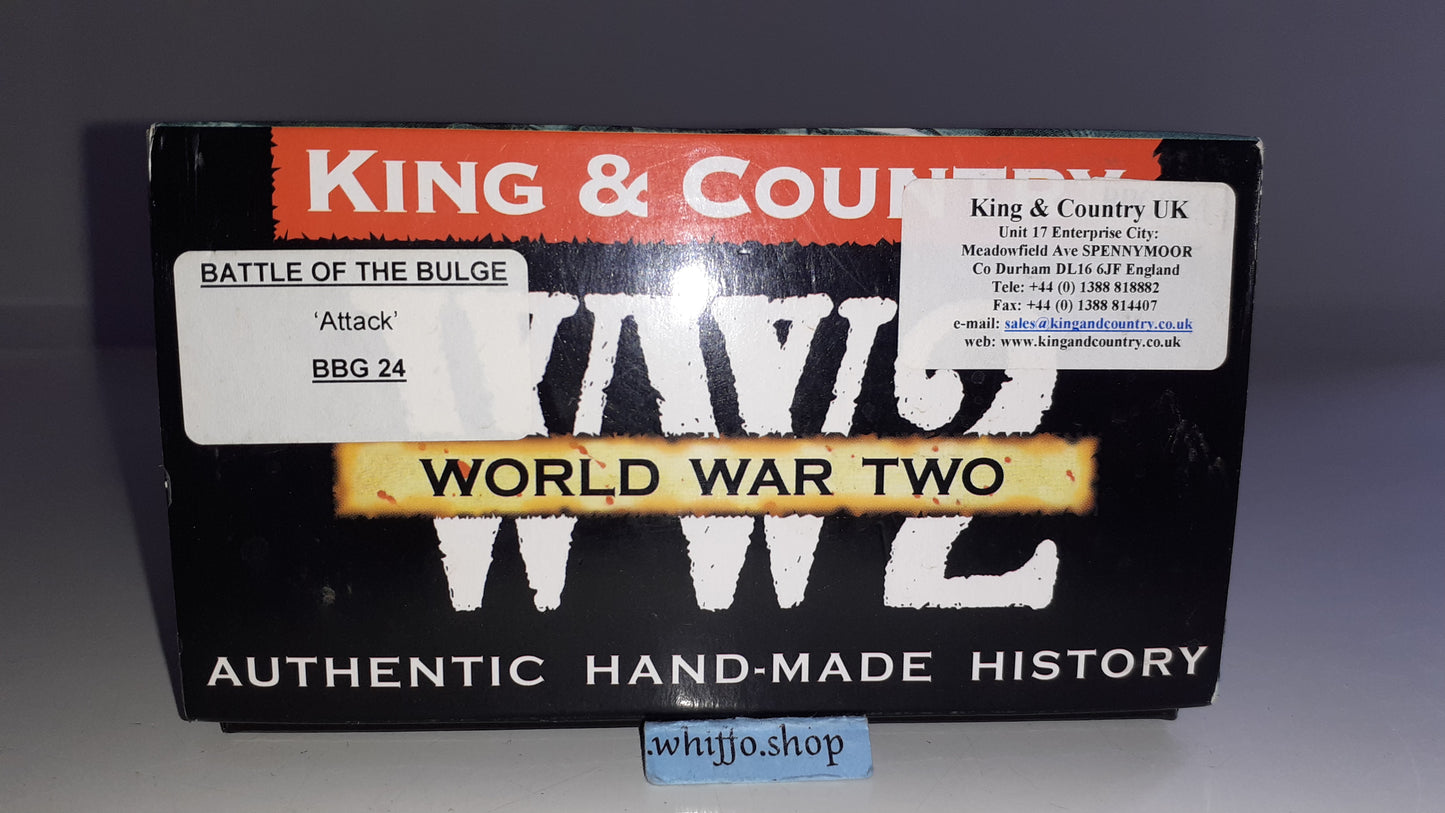 KING & COUNTRY
King & Country UK
Unit 17 Enterprise City:
Meadowfield Ave SPENNYMOOR
Co Durham DL16 6JF England
Tele: +44 (0) 1388 818882
Fax: +44 (0) 1388 814407
e-mail: sales@kingandcountry.co.uk
web: www.kingandcountry.co.uk
BATTLE OF THE BULGE
‘Attack’
BBG 24
WW2
WORLD WAR TWO
AUTHENTIC HAND-MADE HISTORY
.whiffo.shop